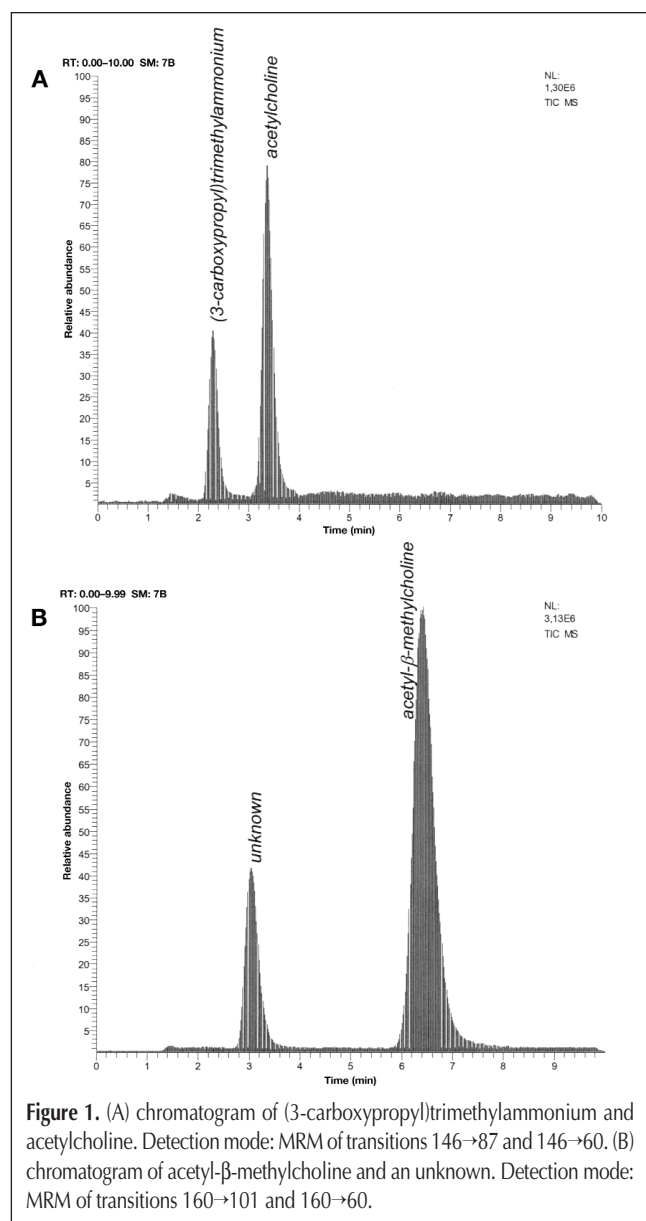 A
RT: 0.00–10.00 SM: 7B
NL:
1,30E6
TIC MS
(3-carboxypropyl)trimethylammonium
acetylcholine
Relative abundance
100
95
90
85
80
75
70
65
60
55
50
45
40
35
30
25
20
15
10
5
0 1 2 3 4 5 6 7 8 9 10
Time (min)
B
RT: 0.00–9.99 SM: 7B
NL:
3,13E6
TIC MS
unknown
acetyl-β-methylcholine
Relative abundance
100
95
90
85
80
75
70
65
60
55
50
45
40
35
30
25
20
15
10
5
0 1 2 3 4 5 6 7 8 9
Time (min)
Figure 1. (A) chromatogram of (3-carboxypropyl)trimethylammonium and
acetylcholine. Detection mode: MRM of transitions 146→87 and 146→60. (B)
chromatogram of acetyl-β-methylcholine and an unknown. Detection mode:
MRM of transitions 160→101 and 160→60.